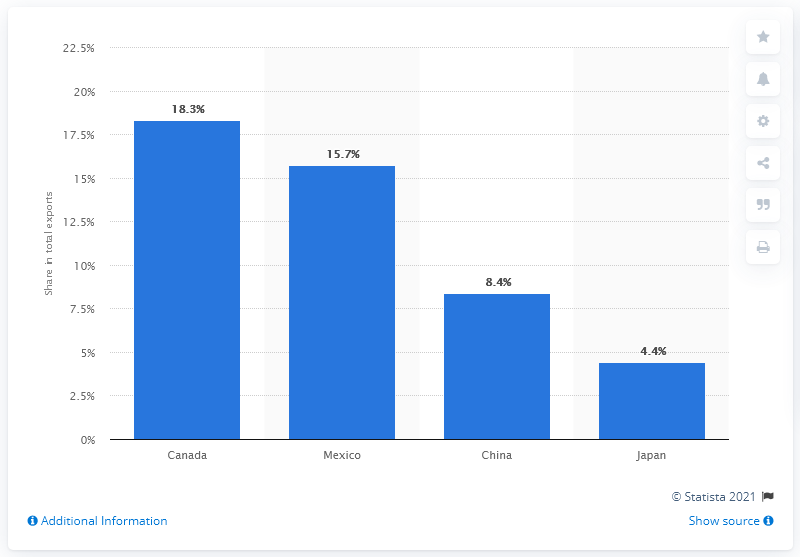 22.5%
20%
17.5%
15%
12.5%
10%
7.5%
5%
2.5%
0%
Share in total exports
18.3%
15.7%
8.4%
4.4%
Canada
Mexico
China
Japan
© Statista 2021
Additional Information
Show source